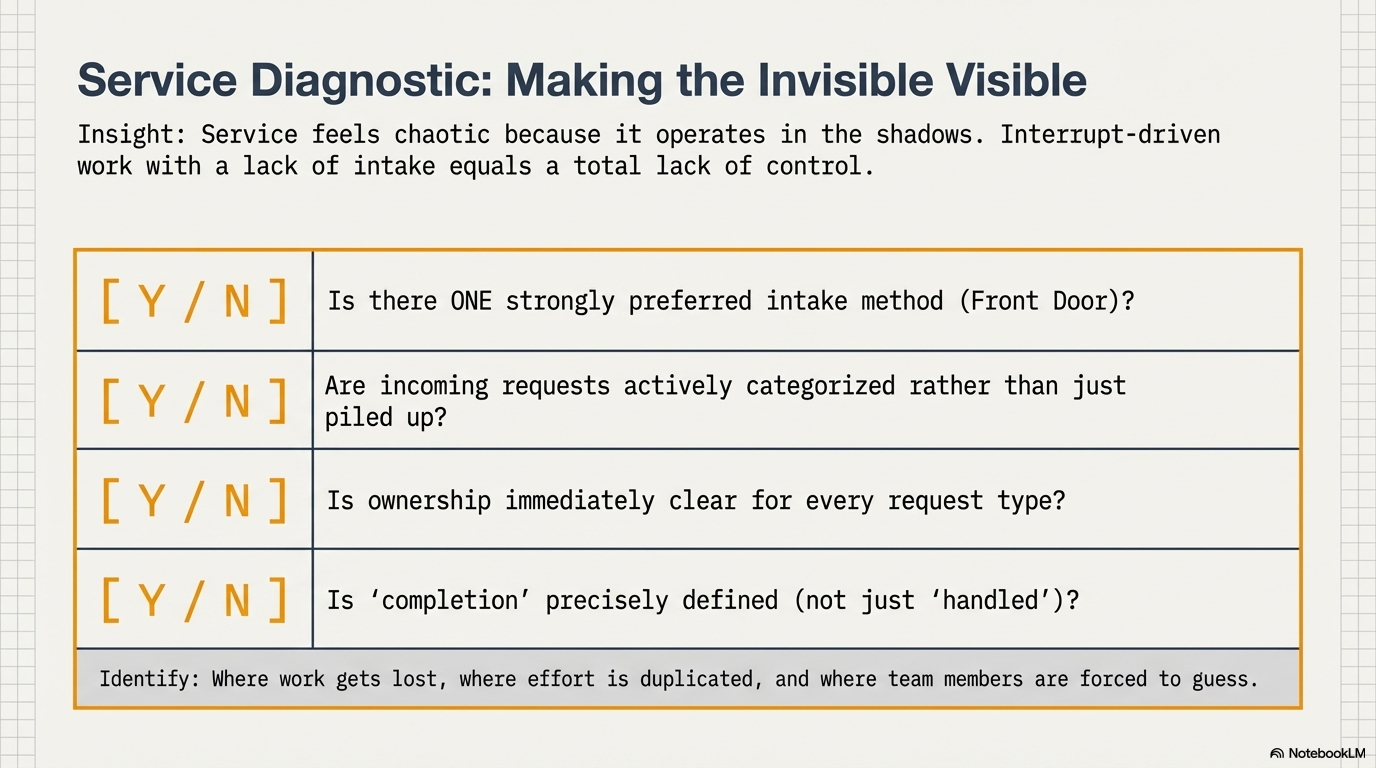 Service Diagnostic: Making the Invisible Visible
Insight: Service feels chaotic because it operates in the shadows. Interrupt-driven
work with a lack of intake equals a total lack of control.
[ Y / N ]
Is there ONE strongly preferred intake method (Front Door)?
[ Y / N ]
Are incoming requests actively categorized rather than just
piled up?
[ Y / N ]
Is ownership immediately clear for every request type?
[ Y / N ]
Is ‘completion’ precisely defined (not just ‘handled’)?
Identify: Where work gets lost, where effort is duplicated, and where team members are forced to guess.
NotebookLM